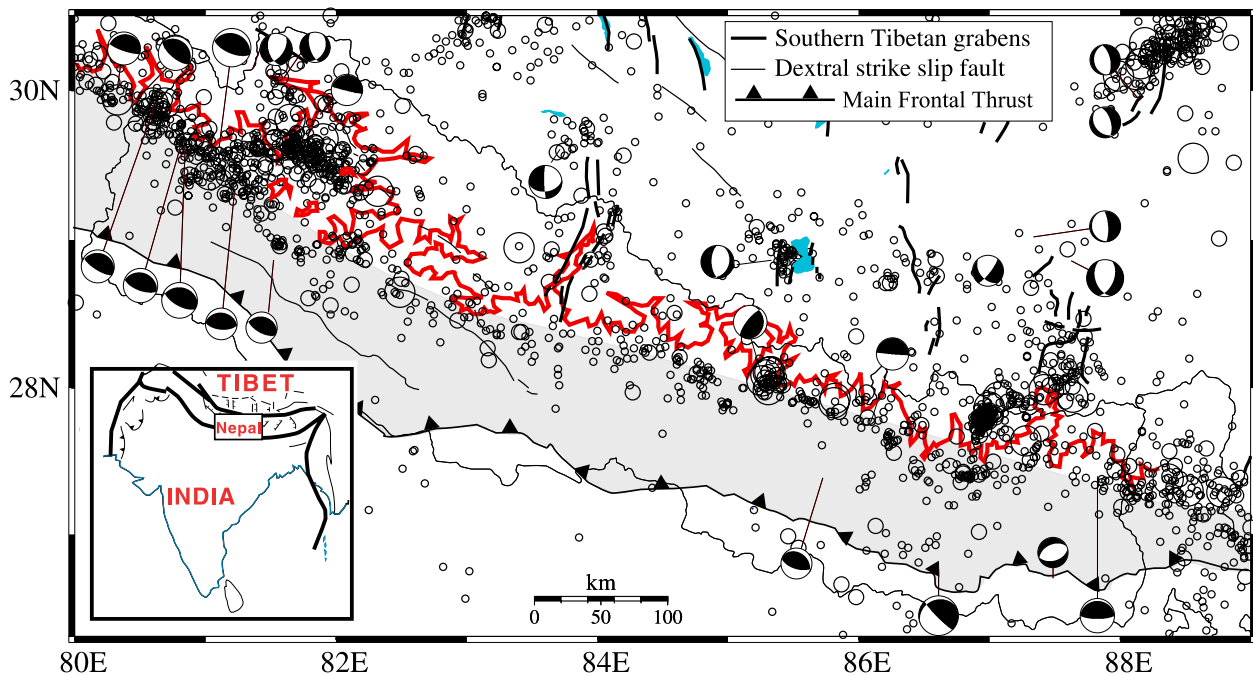 Southern Tibetan grabens
Dextral strike slip fault
Main Frontal Thrust
30N
28N
TIBET
Nepal
INDIA
km
0 50 100
80E 82E 84E 86E 88E